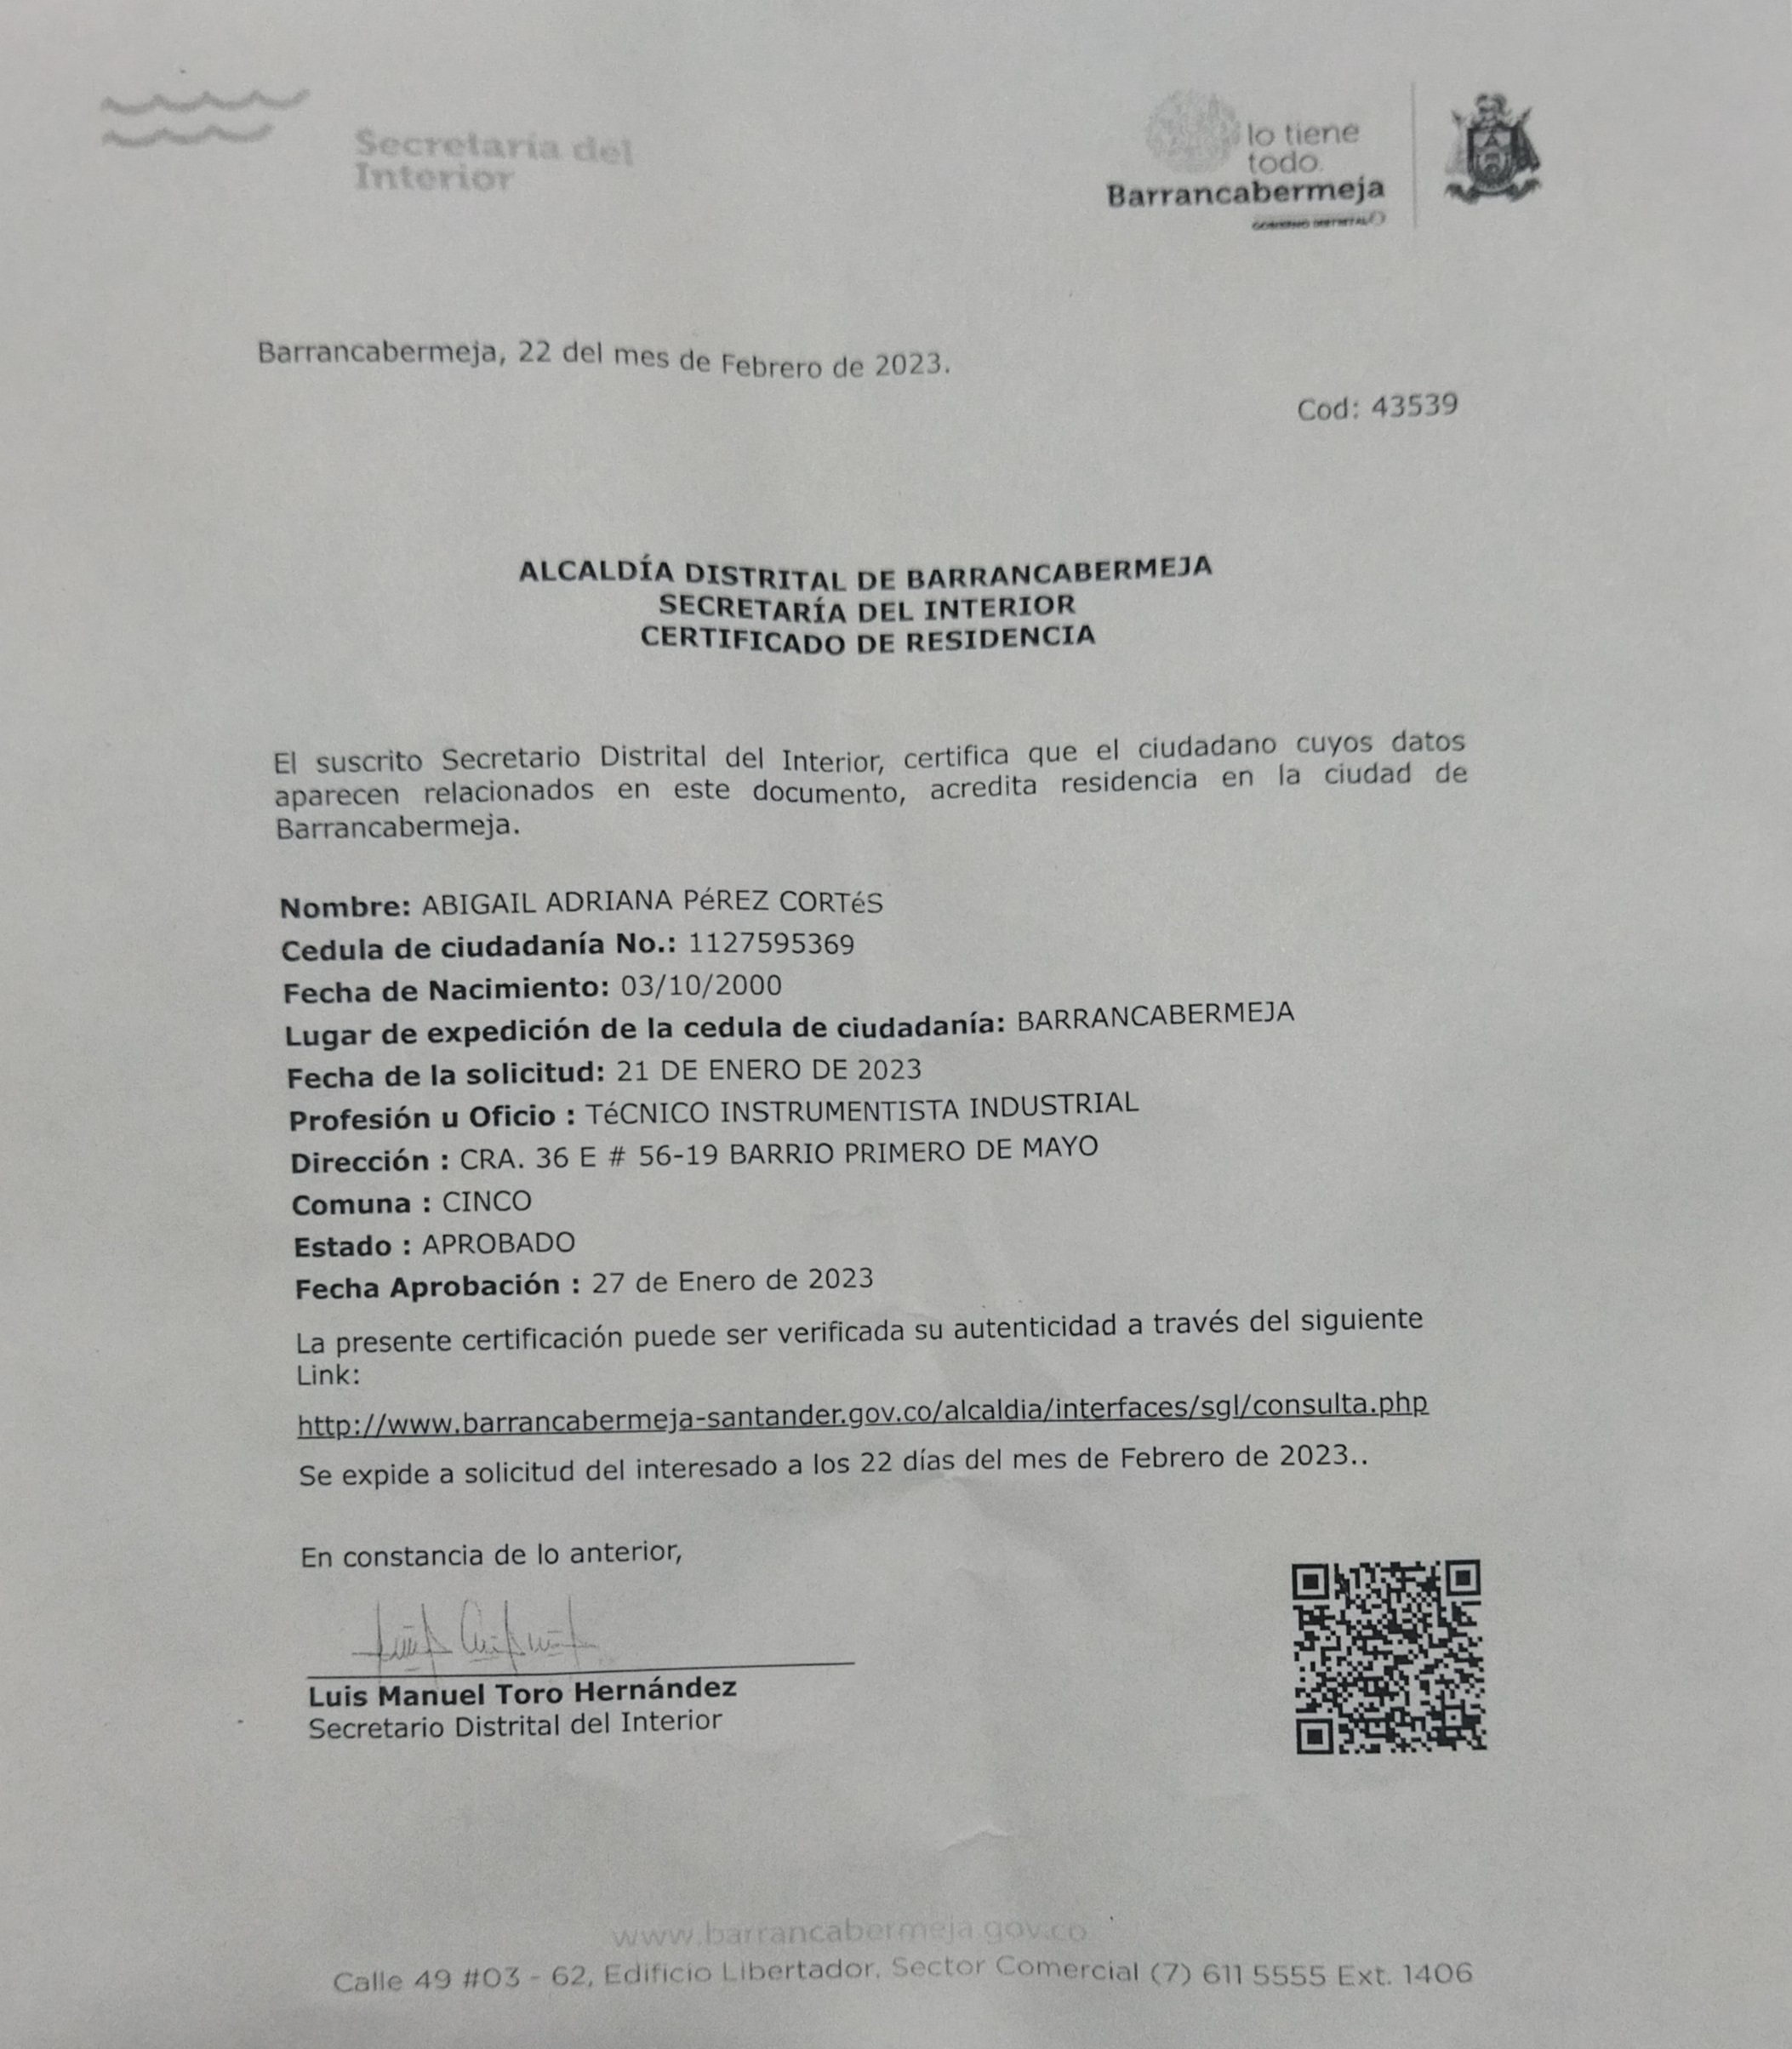 Secretaría del
Interior
lo tiene
todo.
Barrancabermeja
GOBIERNO DISTRITAL
Barrancabermeja, 22 del mes de Febrero de 2023.
Cod: 43539
ALCALDÍA DISTRITAL DE BARRANCABERMEJA
SECRETARÍA DEL INTERIOR
CERTIFICADO DE RESIDENCIA
El suscrito Secretario Distrital del Interior, certifica que el ciudadano cuyos datos
aparecen relacionados en este documento, acredita residencia en la ciudad de
Barrancabermeja.
Nombre: ABIGAIL ADRIANA PéREZ CORTéS
Cedula de ciudadanía No.: 1127595369
Fecha de Nacimiento: 03/10/2000
Lugar de expedición de la cedula de ciudadanía: BARRANCABERMEJA
Fecha de la solicitud: 21 DE ENERO DE 2023
Profesión u Oficio : TéCNICO INSTRUMENTISTA INDUSTRIAL
Dirección : CRA. 36 E # 56-19 BARRIO PRIMERO DE MAYO
Comuna : CINCO
Estado : APROBADO
Fecha Aprobación : 27 de Enero de 2023
La presente certificación puede ser verificada su autenticidad a través del siguiente
Link:
http://www.barrancabermeja-santander.gov.co/alcaldia/interfaces/sgl/consulta.php
Se expide a solicitud del interesado a los 22 días del mes de Febrero de 2023..
En constancia de lo anterior,
Luis Manuel Toro Hernández
Secretario Distrital del Interior
www.barrancabermeja.gov.co
Calle 49 #03 - 62, Edificio Libertador, Sector Comercial (7) 611 5555 Ext. 1406